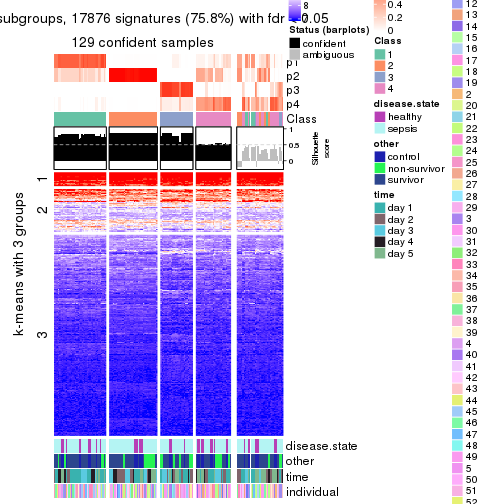 subgroups, 17876 signatures (75.8%) with fdr < 0.05
129 confident samples
p1
p2
p3
p4
Class
1
0.5
0
Silhouette
score
k-means with 3 groups
1
2
3
disease.state
other
time
individual
8
0
Status (barplots)
confident
ambiguous
0.4
0.2
0
Class
1
2
3
4
disease.state
healthy
sepsis
other
control
non-survivor
survivor
time
day 1
day 2
day 3
day 4
day 5
12
13
14
15
16
17
18
19
2
20
21
22
23
24
25
26
27
28
29
3
30
31
32
33
34
35
36
37
38
39
4
40
41
42
43
44
45
46
47
48
49
5
50
51
52